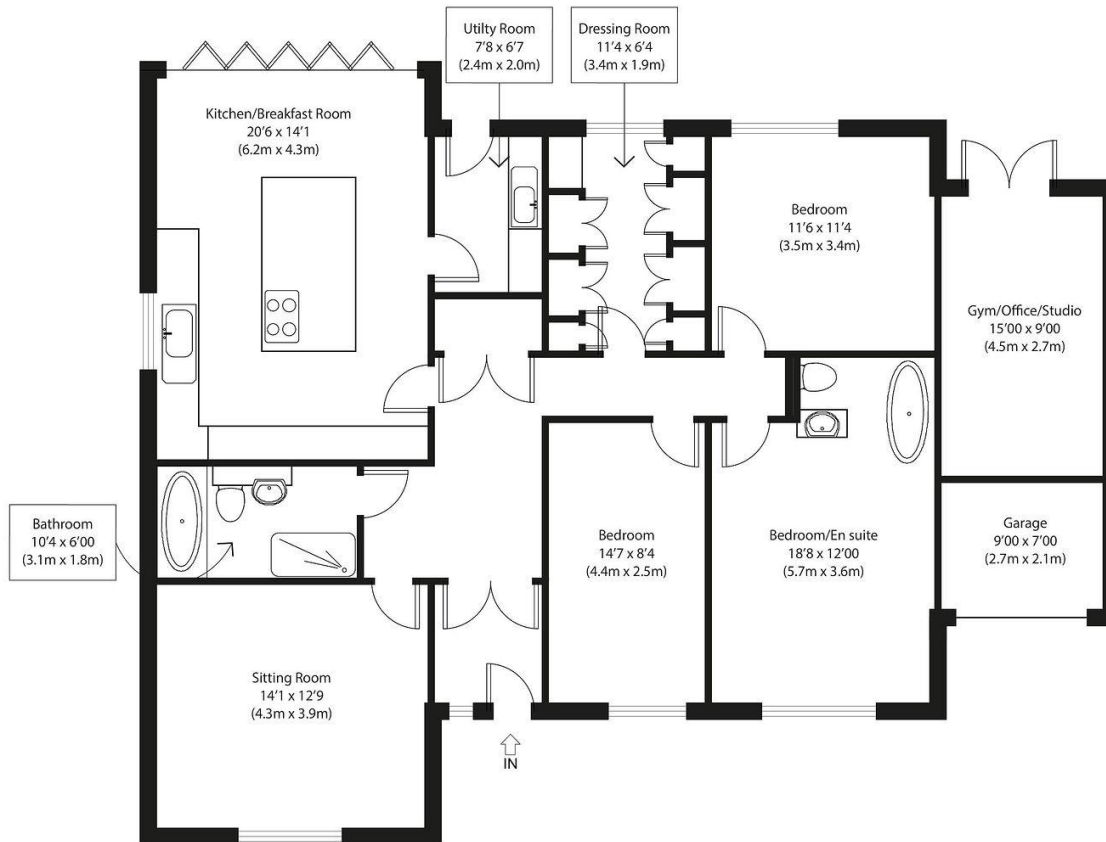 Utilty Room
7'8 x 6'7
(2.4m x 2.0m)
Dressing Room
11'4 x 6'4
(3.4m x 1.9m)
Kitchen/Breakfast Room
20'6 x 14'1
(6.2m x 4.3m)
Bedroom
11'6 x 11'4
(3.5m x 3.4m)
Gym/Office/Studio
15'00 x 9'00
(4.5m x 2.7m)
Bathroom
10'4 x 6'00
(3.1m x 1.8m)
Bedroom
14'7 x 8'4
(4.4m x 2.5m)
Bedroom/En suite
18'8 x 12'00
(5.7m x 3.6m)
Garage
9'00 x 7'00
(2.7m x 2.1m)
Sitting Room
14'1 x 12'9
(4.3m x 3.9m)
IN